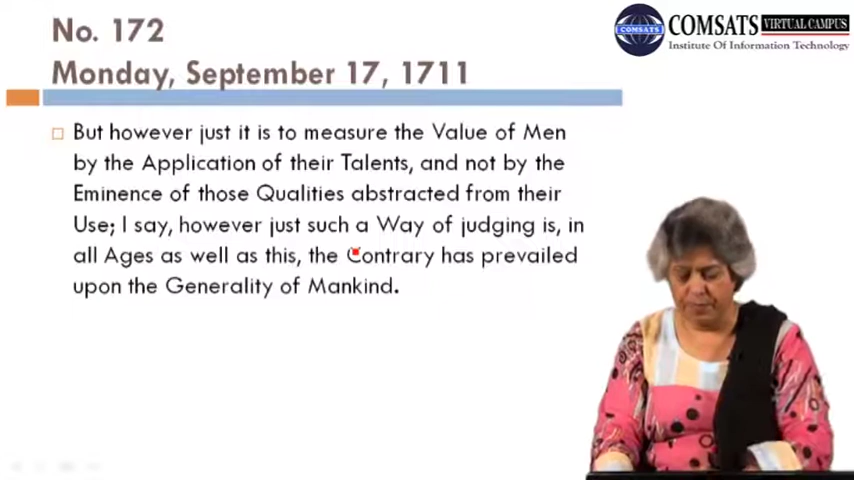 No. 172
Monday, September 17, 1711
But however just it is to measure the Value of Men
by the Application of their Talents, and not by the
Eminence of those Qualities abstracted from their
Use; I say, however just such a Way of judging is, in
all Ages as well as this, the Contrary has prevailed
upon the Generality of Mankind.
COMSATS
COMSATS VIRTUAL CAMPUS
Institute Of Information Technology